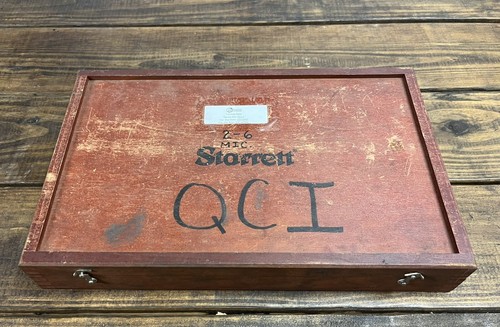 2-6
MIC.
Starrett
QCI